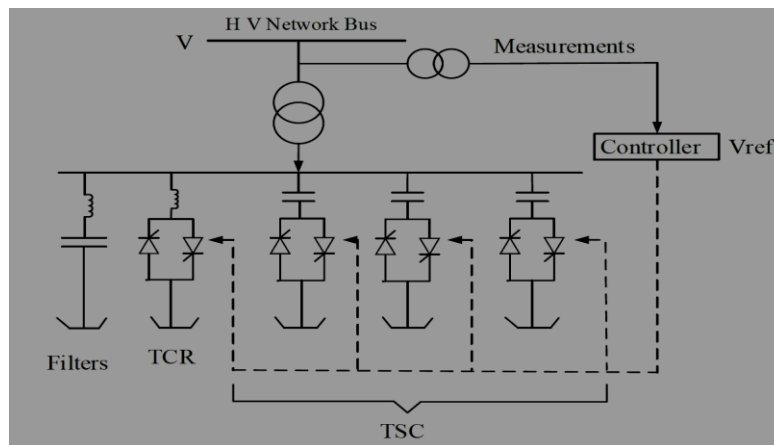 H V Network Bus
V
Measurements
Controller
Vref
Filters
TCR
TSC